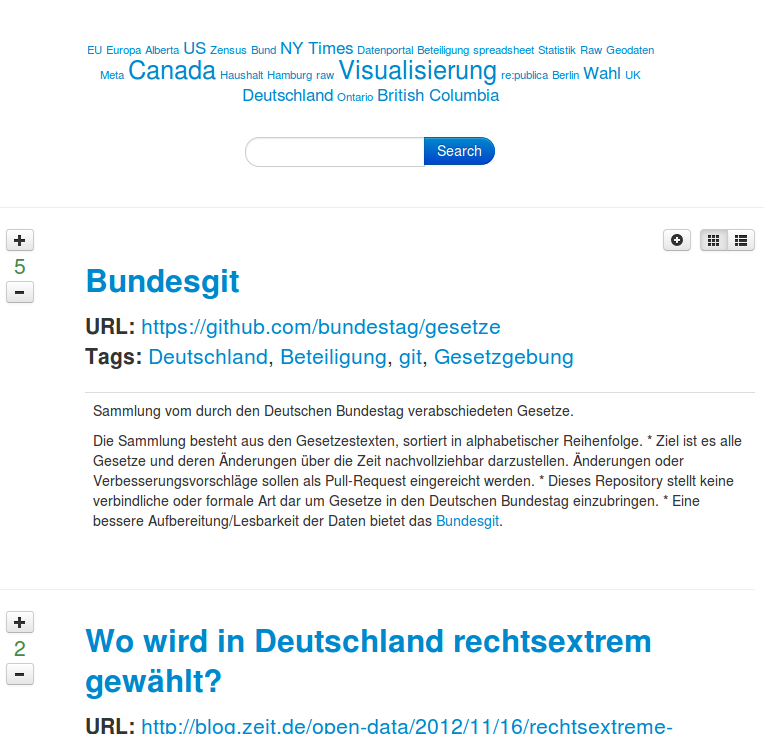 EU Europa Alberta US Zensus Bund NY Times Datenportal Beteiligung spreadsheet Statistik Raw Geodaten
Meta Canada Haushalt Hamburg raw Visualisierung re:publica Berlin Wahl UK
Deutschland Ontario British Columbia
Search
5
Bundesgit
URL: https://github.com/bundestag/gesetze
Tags: Deutschland, Beteiligung, git, Gesetzgebung
Sammlung vom durch den Deutschen Bundestag verabschiedeten Gesetze.
Die Sammlung besteht aus den Gesetzestexten, sortiert in alphabetischer Reihenfolge. * Ziel ist es alle
Gesetze und deren Änderungen über die Zeit nachvollziehbar darzustellen. Änderungen oder
Verbesserungsvorschläge sollen als Pull-Request eingereicht werden. * Dieses Repository stellt keine
verbindliche oder formale Art dar um Gesetze in den Deutschen Bundestag einzubringen. * Eine
bessere Aufbereitung/Lesbarkeit der Daten bietet das Bundesgit.
2
Wo wird in Deutschland rechtsextrem
gewählt?
URL: http://blog.zeit.de/open-data/2012/11/16/rechtsextreme-